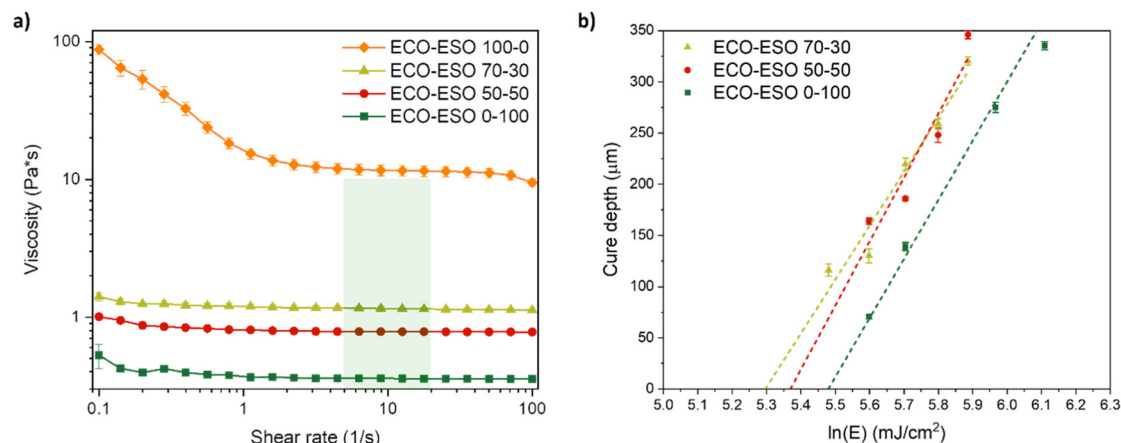 a)
Viscosity (Pa*s)
100
10
1
0.1
1
10
100
Shear rate (1/s)
ECO-ESO 100-0
ECO-ESO 70-30
ECO-ESO 50-50
ECO-ESO 0-100
b)
Cure depth (μm)
350
300
250
200
150
100
50
0
5.0 5.1 5.2 5.3 5.4 5.5 5.6 5.7 5.8 5.9 6.0 6.1 6.2 6.3
ln(E) (mJ/cm²)
ECO-ESO 70-30
ECO-ESO 50-50
ECO-ESO 0-100